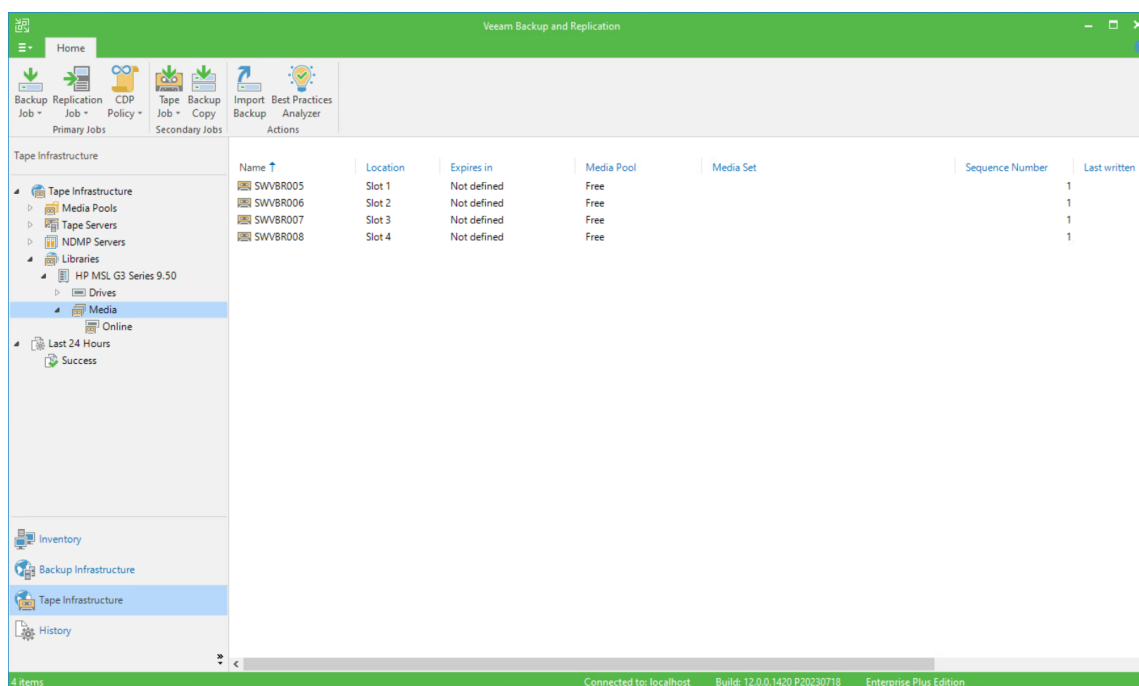 Veeam Backup and Replication
Home
Backup Job
Replication Job
CDP Policy
Tape Job
Backup Copy
Import Backup
Best Practices Analyzer
Primary Jobs
Secondary Jobs
Actions
Tape Infrastructure
Tape Infrastructure
Media Pools
Tape Servers
NDMP Servers
Libraries
HP MSL G3 Series 9.50
Drives
Media
Online
Last 24 Hours
Success
Inventory
Backup Infrastructure
Tape Infrastructure
History
Name Location Expires in Media Pool Media Set Sequence Number Last written
SWVBR005 Slot 1 Not defined Free 1
SWVBR006 Slot 2 Not defined Free 1
SWVBR007 Slot 3 Not defined Free 1
SWVBR008 Slot 4 Not defined Free 1
4 items Connected to: localhost Build: 12.0.0.1420 P20230718 Enterprise Plus Edition